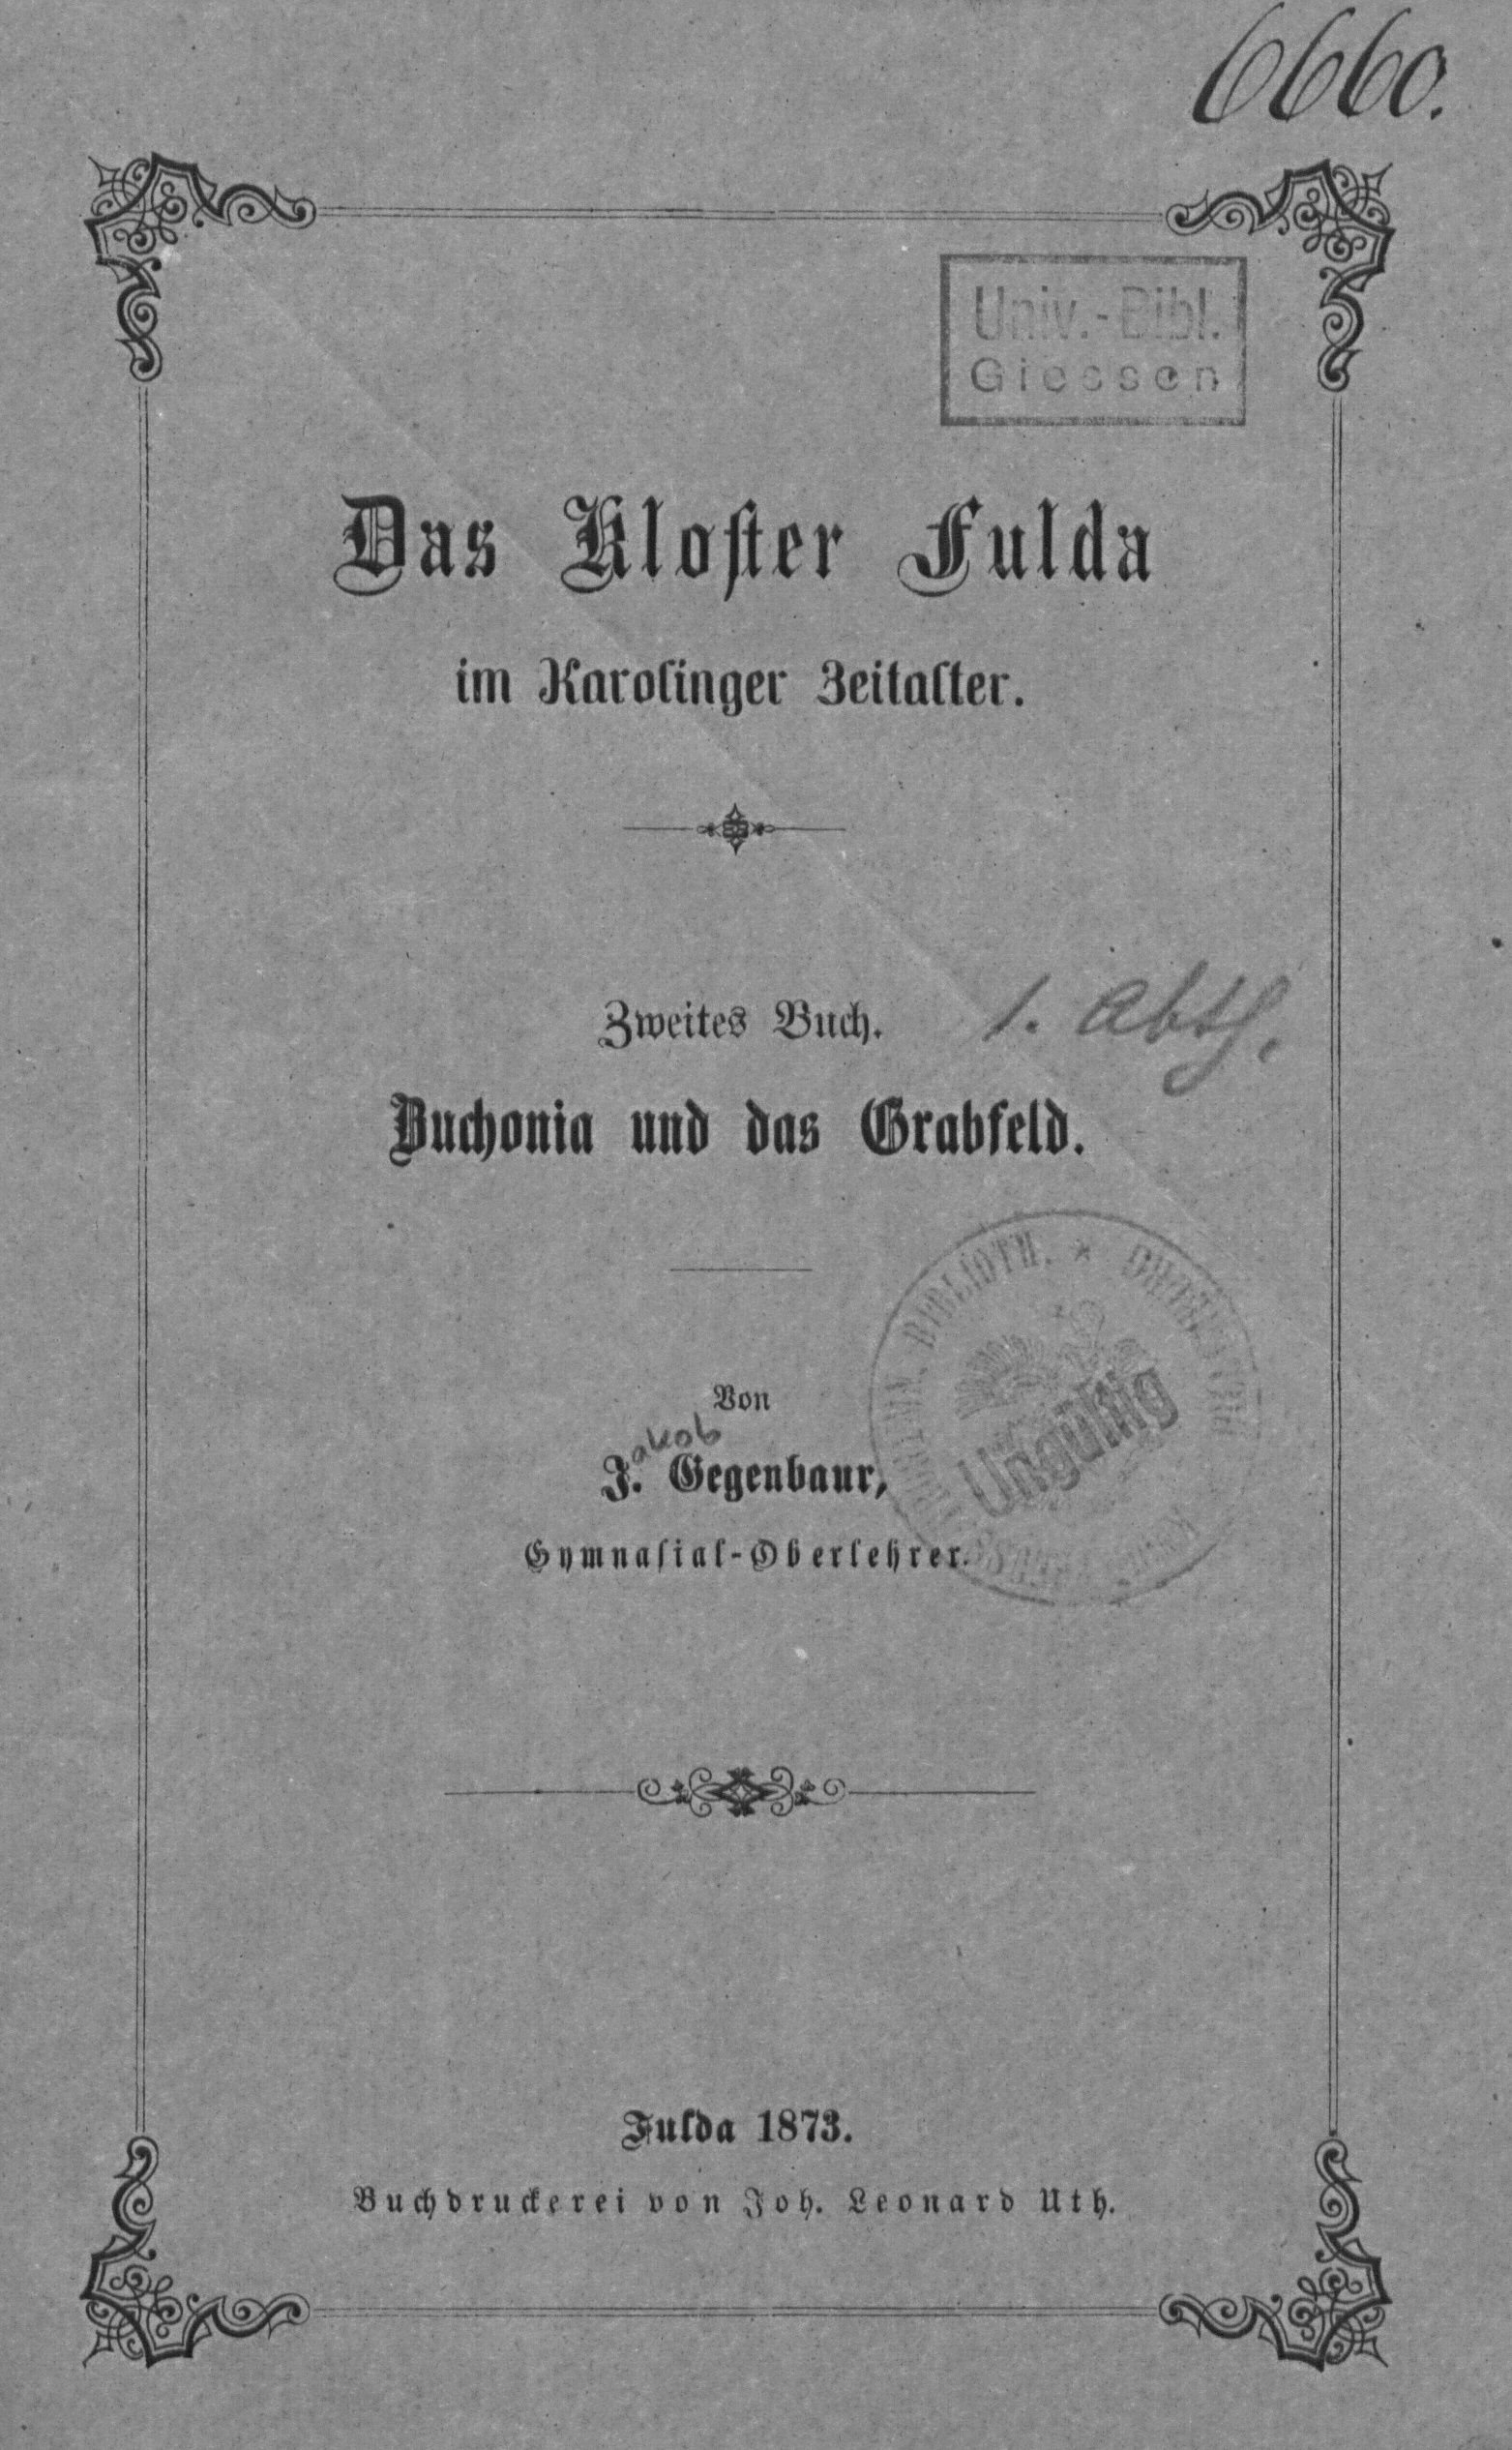 6660.
Univ.-Bibl.
Giessen
Das Kloster Fulda
im Karolinger Zeitalter.
Zweites Buch. 1. Abth.
Buchonia und das Grabfeld.
BIBLIOTH. *
Ungültig
Von
Jakob
J. Gegenbaur,
Gymnasial-Oberlehrer.
Fulda 1873.
Buchdruckerei von Joh. Leonard Uth.